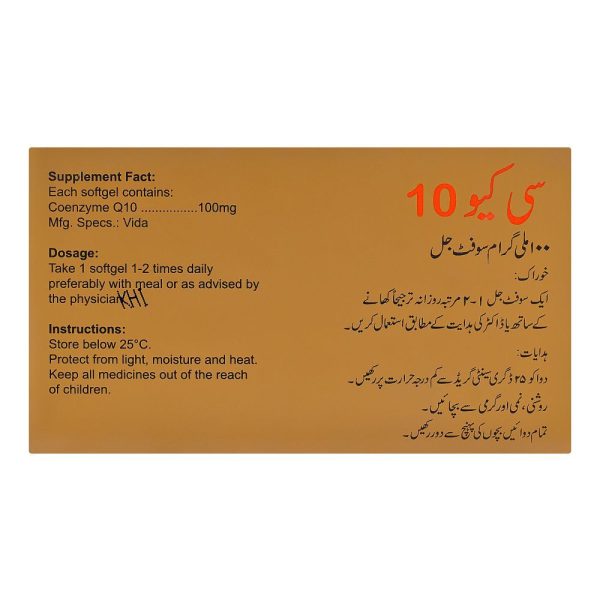 Supplement Fact:
Each softgel contains:
Coenzyme Q10 ................100mg
Mfg. Specs.: Vida
Dosage:
Take 1 softgel 1-2 times daily
preferably with meal or as advised by
the physician
KHI
Instructions:
Store below 25°C.
Protect from light, moisture and heat.
Keep all medicines out of the reach
of children.
سی کیو 10
۱۰۰ ملی گرام سوفٹ جل
خوراک:
ایک سوفٹ جل ۱-۲ مرتبہ روزانہ ترجیحاً کھانے
کے ساتھ یا ڈاکٹر کی ہدایت کے مطابق استعمال کریں۔
ہدایات:
دوا کو ۲۵ ڈگری سینٹی گریڈ سے کم درجہ حرارت پر رکھیں۔
روشنی، نمی اور گرمی سے بچائیں۔
تمام دوائیں بچوں کی پہنچ سے دور رکھیں۔